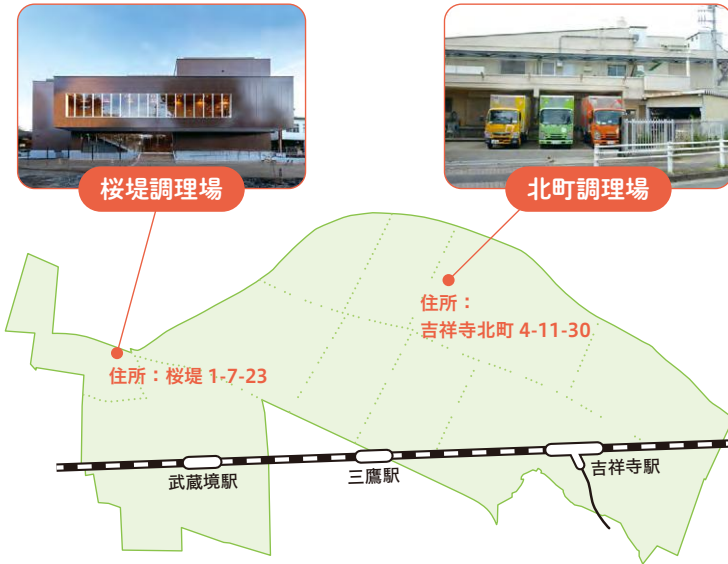 桜堤調理場
北町調理場
住所：
吉祥寺北町 4-11-30
住所：桜堤 1-7-23
武蔵境駅
三鷹駅
吉祥寺駅